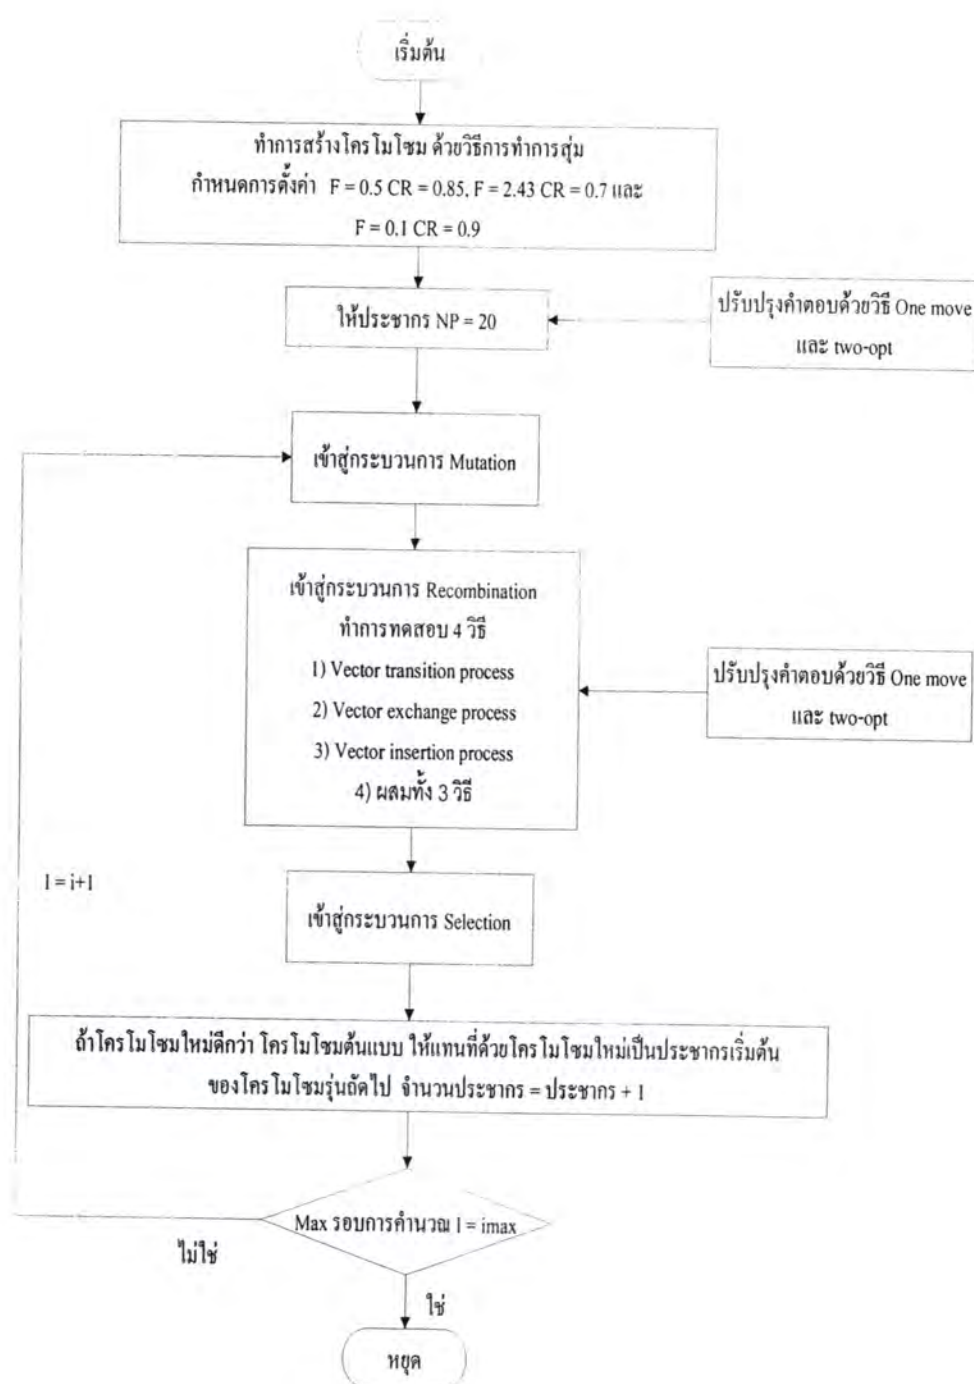 เริ่มต้น
ทำการสร้างโครโมโซม ด้วยวิธีการทำการสุ่ม
กำหนดการตั้งค่า F = 0.5 CR = 0.85, F = 2.43 CR = 0.7 และ
F = 0.1 CR = 0.9
ให้ประชากร NP = 20
ปรับปรุงคำตอบด้วยวิธี One move
และ two-opt
เข้าสู่กระบวนการ Mutation
เข้าสู่กระบวนการ Recombination
ทำการทดสอบ 4 วิธี
1) Vector transition process
2) Vector exchange process
3) Vector insertion process
4) ผสมทั้ง 3 วิธี
ปรับปรุงคำตอบด้วยวิธี One move
และ two-opt
I = i+1
เข้าสู่กระบวนการ Selection
ถ้าโครโมโซมใหม่ดีกว่า โครโมโซมต้นแบบ ให้แทนที่ด้วยโครโมโซมใหม่เป็นประชากรเริ่มต้น
ของโครโมโซมรุ่นถัดไป จำนวนประชากร = ประชากร + 1
Max รอบการคำนวณ I = imax
ไม่ใช่
ใช่
หยุด